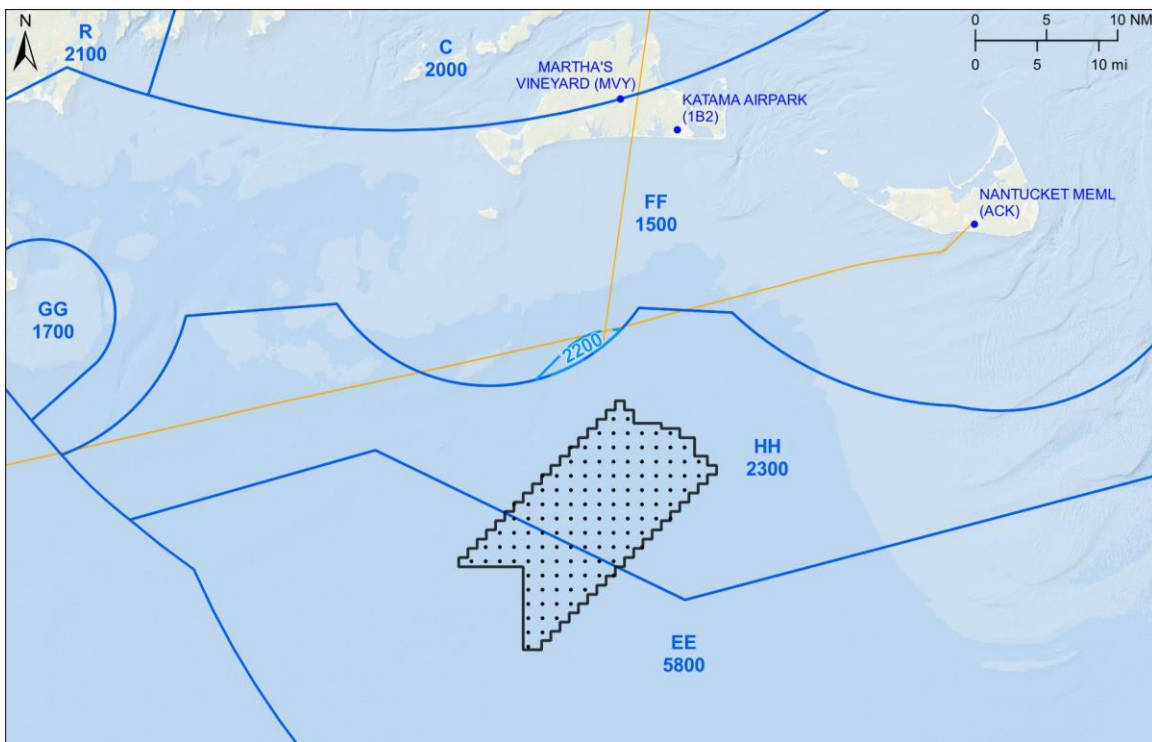 N
R
2100
C
2000
0 5 10 NM
0 5 10 mi
MARTHA'S
VINEYARD (MVY)
KATAMA AIRPARK
(1B2)
NANTUCKET MEML
(ACK)
FF
1500
GG
1700
2200
HH
2300
EE
5800